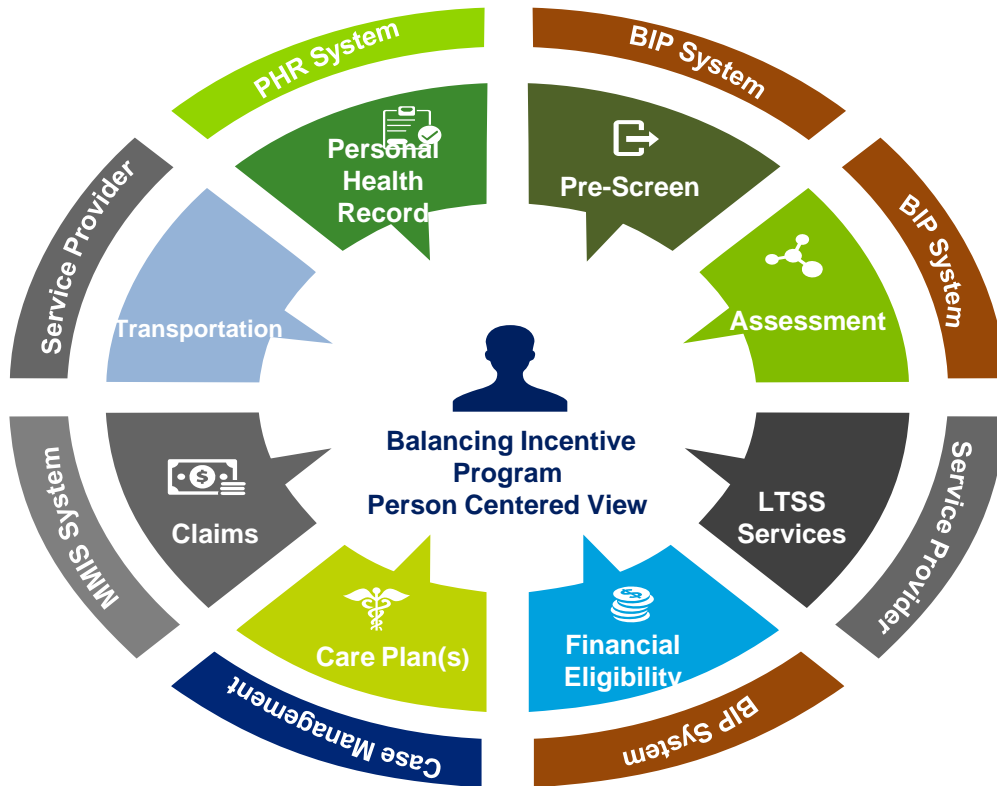 PHR System
BIP System
Personal
Health
Record
Pre-Screen
Service Provider
BIP System
Transportation
Assessment
Balancing Incentive
Program
Person Centered View
MMIS System
Claims
LTSS
Services
Service Provider
Care Plan(s)
Financial
Eligibility
Case Management
BIP System